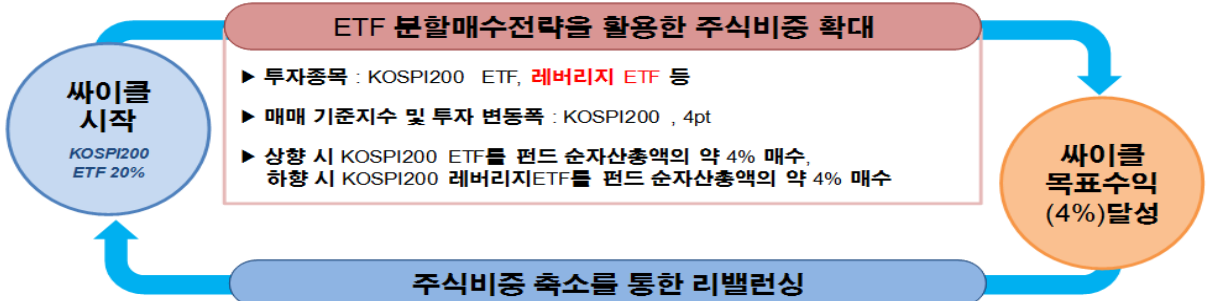 ETF 분할매수전략을 활용한 주식비중 확대
싸이클
시작
KOSPI200
ETF 20%
▶ 투자종목 : KOSPI200 ETF, 레버리지 ETF 등
▶ 매매 기준지수 및 투자 변동폭 : KOSPI200 , 4pt
▶ 상향 시 KOSPI200 ETF를 펀드 순자산총액의 약 4% 매수,
하향 시 KOSPI200 레버리지ETF를 펀드 순자산총액의 약 4% 매수
싸이클
목표수익
(4%)달성
주식비중 축소를 통한 리밸런싱